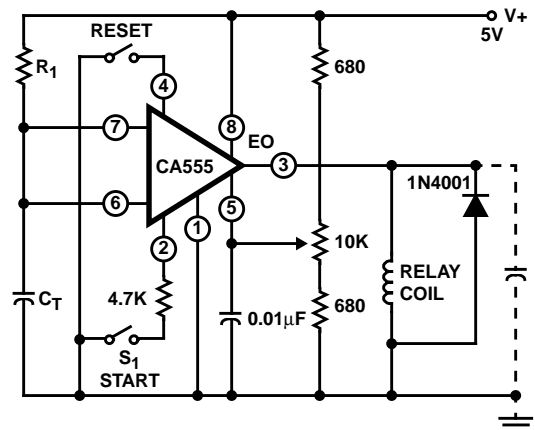 V+
5V
RESET
R1
680
4
7
8
EO
CA555
3
1N4001
6
5
1
2
10K
RELAY
COIL
CT
4.7K
0.01μF
680
S1
START